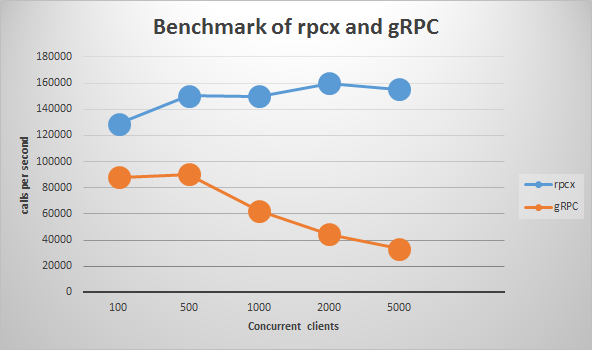 Benchmark of rpcx and gRPC
180000
160000
140000
120000
100000
80000
60000
40000
20000
0
calls per second
100 500 1000 2000 5000
Concurrent clients
rpcx
gRPC